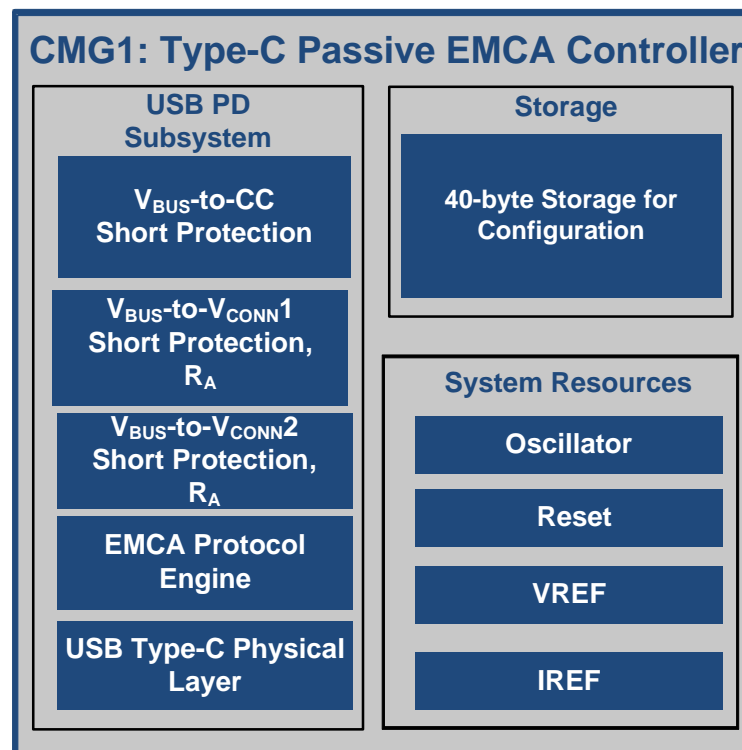 CMG1: Type-C Passive EMCA Controller
USB PD
Subsystem
VBUS-to-CC
Short Protection
VBUS-to-VCONN1
Short Protection,
RA
VBUS-to-VCONN2
Short Protection,
RA
EMCA Protocol
Engine
USB Type-C Physical
Layer
Storage
40-byte Storage for
Configuration
System Resources
Oscillator
Reset
VREF
IREF